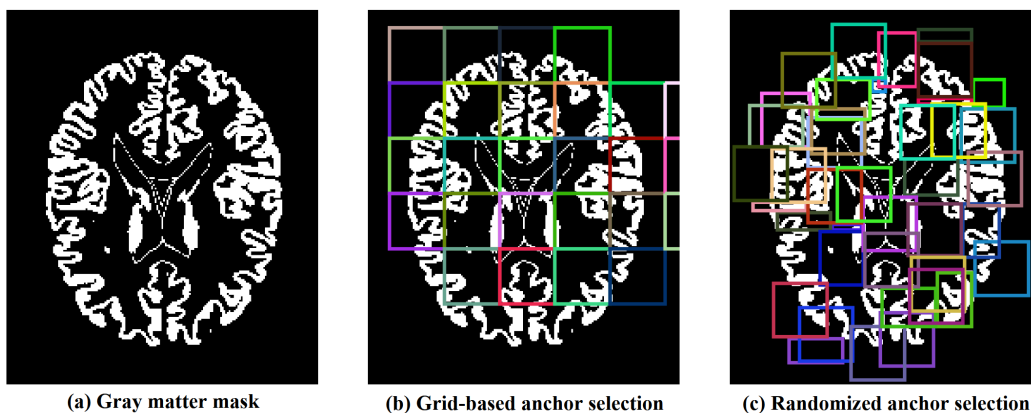 (a) Gray matter mask
(b) Grid-based anchor selection
(c) Randomized anchor selection